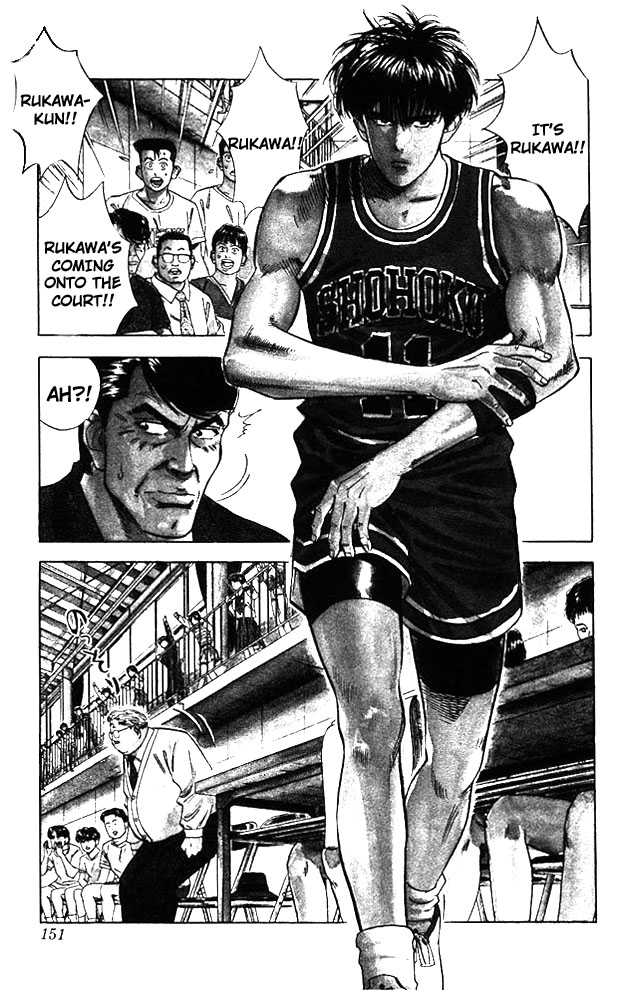 IT'S
RUKAWA!!
RUKAWA!!
RUKAWA-
KUN!!
RUKAWA'S
COMING
ONTO THE
COURT!!
SHOHOKU
11
AH?!
151